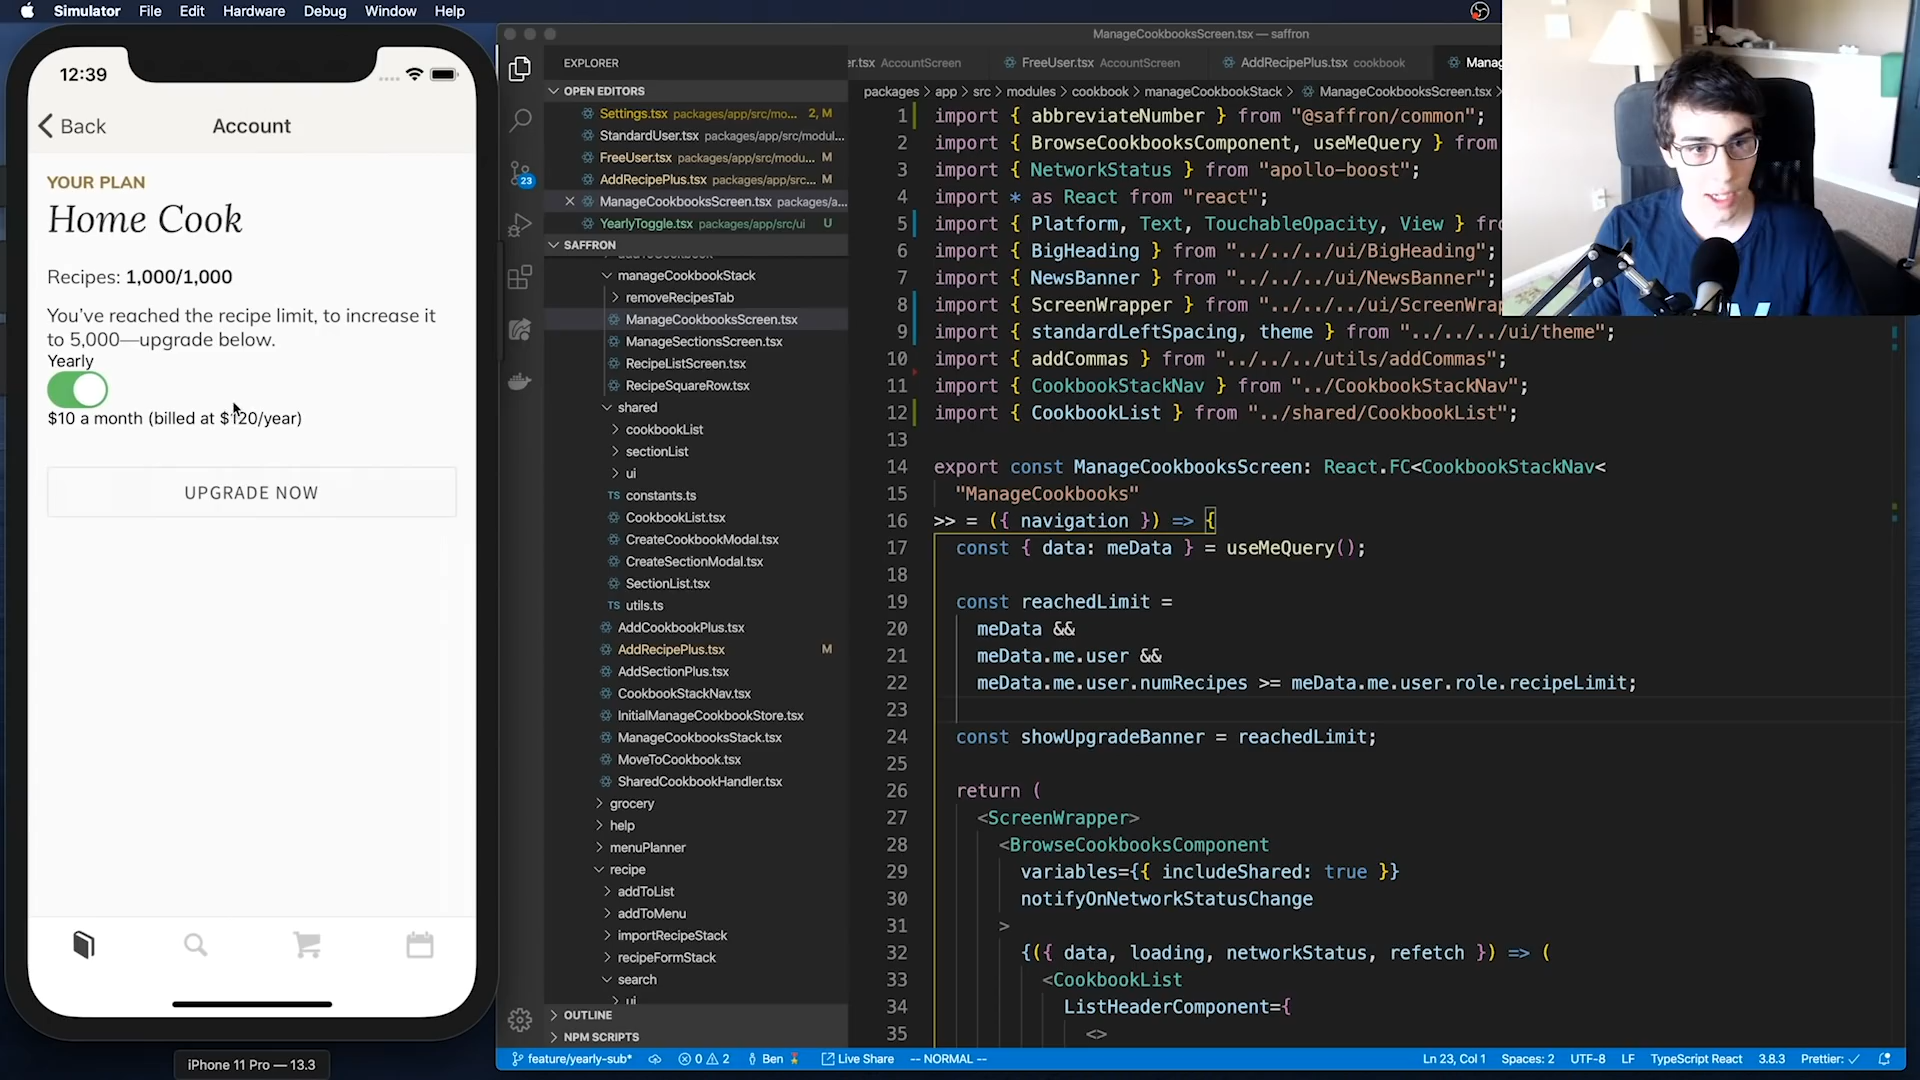 Simulator File Edit Hardware Debug Window Help
12:39
Back
Account
YOUR PLAN
Home Cook
Recipes: 1,000/1,000
You've reached the recipe limit, to increase it
to 5,000—upgrade below.
Yearly
$10 a month (billed at $120/year)
UPGRADE NOW
iPhone 11 Pro — 13.3
ManageCookbooksScreen.tsx — saffron
EXPLORER
OPEN EDITORS
Settings.tsx packages/app/src/mo... 2, M
StandardUser.tsx packages/app/src/modul...
FreeUser.tsx packages/app/src/modu... M
AddRecipePlus.tsx packages/app/src... M
ManageCookbooksScreen.tsx packages/a...
YearlyToggle.tsx packages/app/src/ui U
23
SAFFRON
manageCookbookStack
removeRecipesTab
ManageCookbooksScreen.tsx
ManageSectionsScreen.tsx
RecipeListScreen.tsx
RecipeSquareRow.tsx
shared
cookbookList
sectionList
ui
TS constants.ts
CookbookList.tsx
CreateCookbookModal.tsx
CreateSectionModal.tsx
SectionList.tsx
TS utils.ts
AddCookbookPlus.tsx
AddRecipePlus.tsx M
AddSectionPlus.tsx
CookbookStackNav.tsx
InitialManageCookbookStore.tsx
ManageCookbooksStack.tsx
MoveToCookbook.tsx
SharedCookbookHandler.tsx
grocery
help
menuPlanner
recipe
addToList
addToMenu
importRecipeStack
recipeFormStack
search
ui
OUTLINE
NPM SCRIPTS
er.tsx AccountScreen FreeUser.tsx AccountScreen AddRecipePlus.tsx cookbook Manag
packages > app > src > modules > cookbook > manageCookbookStack > ManageCookbooksScreen.tsx >
1 import { abbreviateNumber } from "@saffron/common";
2 import { BrowseCookbooksComponent, useMeQuery } from
3 import { NetworkStatus } from "apollo-boost";
4 import * as React from "react";
5 import { Platform, Text, TouchableOpacity, View } fro
6 import { BigHeading } from "../../../ui/BigHeading";
7 import { NewsBanner } from "../../../ui/NewsBanner";
8 import { ScreenWrapper } from "../../../ui/ScreenWrap
9 import { standardLeftSpacing, theme } from "../../../ui/theme";
10 import { addCommas } from "../../../utils/addCommas";
11 import { CookbookStackNav } from "../CookbookStackNav";
12 import { CookbookList } from "../shared/CookbookList";
13
14 export const ManageCookbooksScreen: React.FC<CookbookStackNav<
15 "ManageCookbooks"
16 >> = ({ navigation }) => {
17 const { data: meData } = useMeQuery();
18
19 const reachedLimit =
20 meData &&
21 meData.me.user &&
22 meData.me.user.numRecipes >= meData.me.user.role.recipeLimit;
23
24 const showUpgradeBanner = reachedLimit;
25
26 return (
27 <ScreenWrapper>
28 <BrowseCookbooksComponent
29 variables={{ includeShared: true }}
30 notifyOnNetworkStatusChange
31 >
32 {({ data, loading, networkStatus, refetch }) => (
33 <CookbookList
34 ListHeaderComponent={
35 <>
feature/yearly-sub* 0 2 Ben Live Share -- NORMAL -- Ln 23, Col 1 Spaces: 2 UTF-8 LF TypeScript React 3.8.3 Prettier: ✓